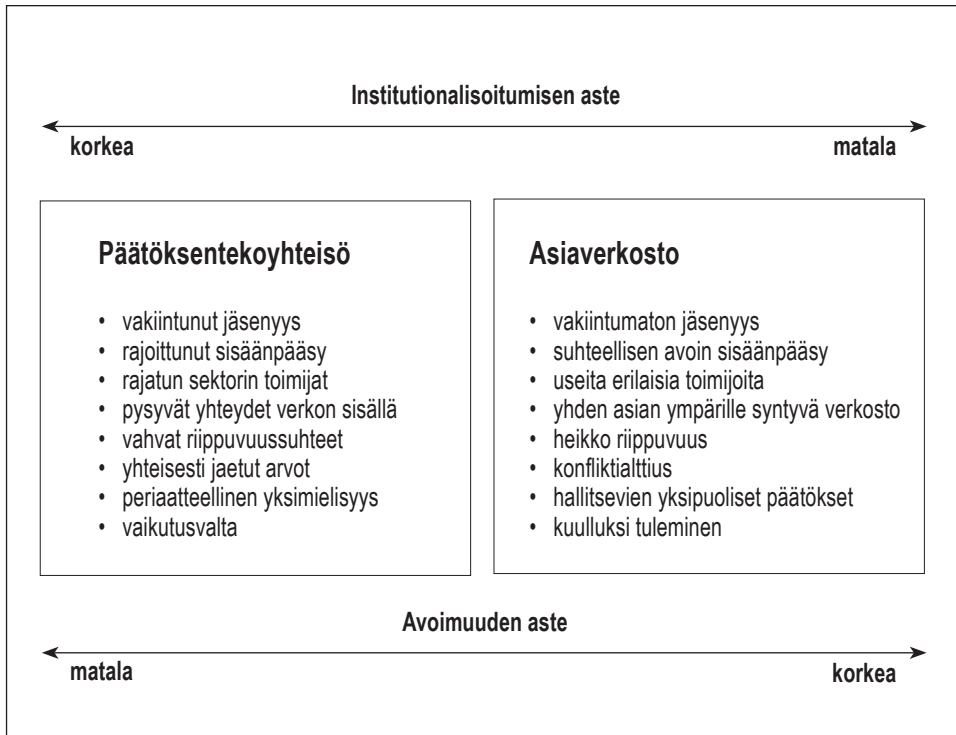 Institutionalisoitumisen aste
korkea
matala
Päätöksentekoyhteisö
• vakiintunut jäsenyys
• rajoittunut sisäänpääsy
• rajatun sektorin toimijat
• pysyvät yhteydet verkon sisällä
• vahvat riippuvuussuhteet
• yhteisesti jaetut arvot
• periaatteellinen yksimielisyys
• vaikutusvalta
Asiaverkosto
• vakiintumaton jäsenyys
• suhteellisen avoin sisäänpääsy
• useita erilaisia toimijoita
• yhden asian ympärille syntyvä verkosto
• heikko riippuvuus
• konfliktialttius
• hallitsevien yksipuoliset päätökset
• kuulluksi tuleminen
Avoimuuden aste
matala
korkea